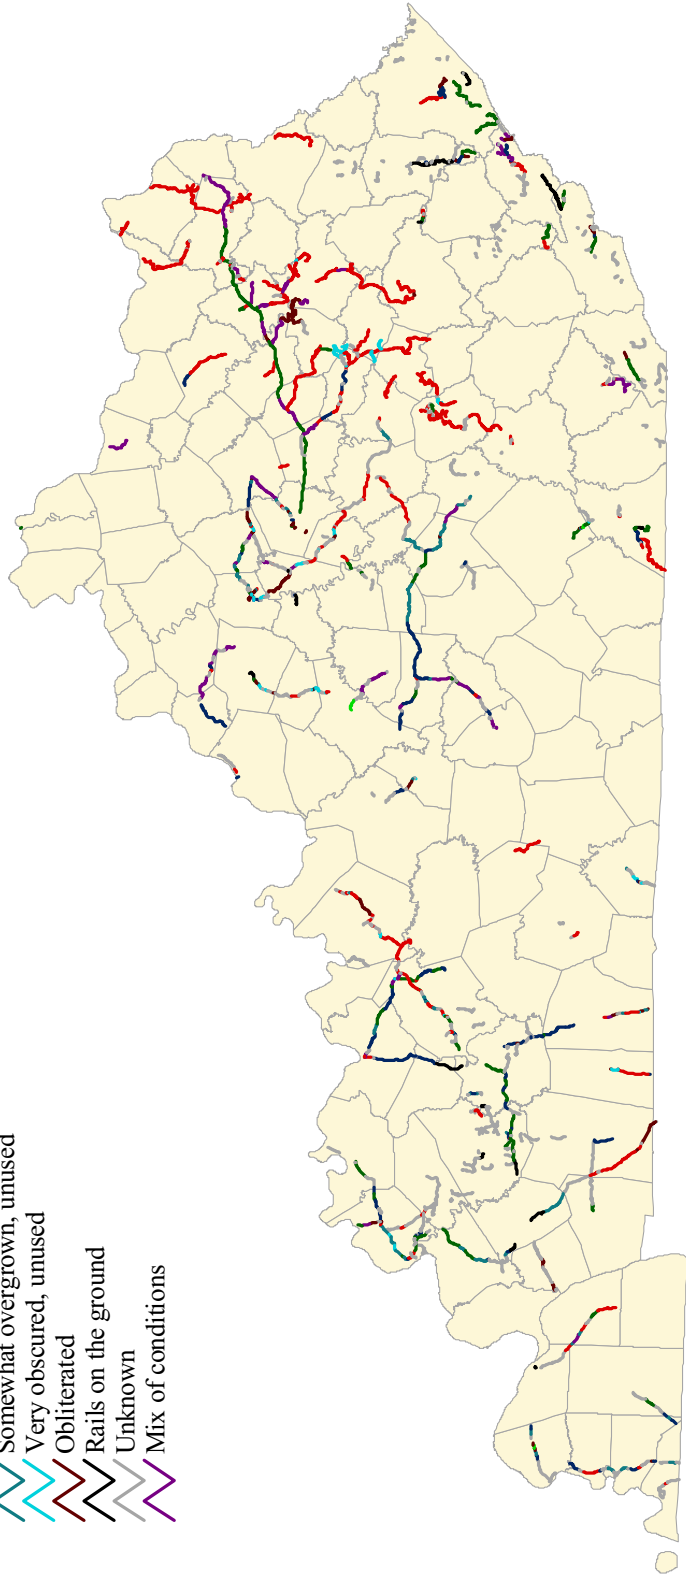 Somewhat overgrown, unused
Very obscured, unused
Obliterated
Rails on the ground
Unknown
Mix of conditions